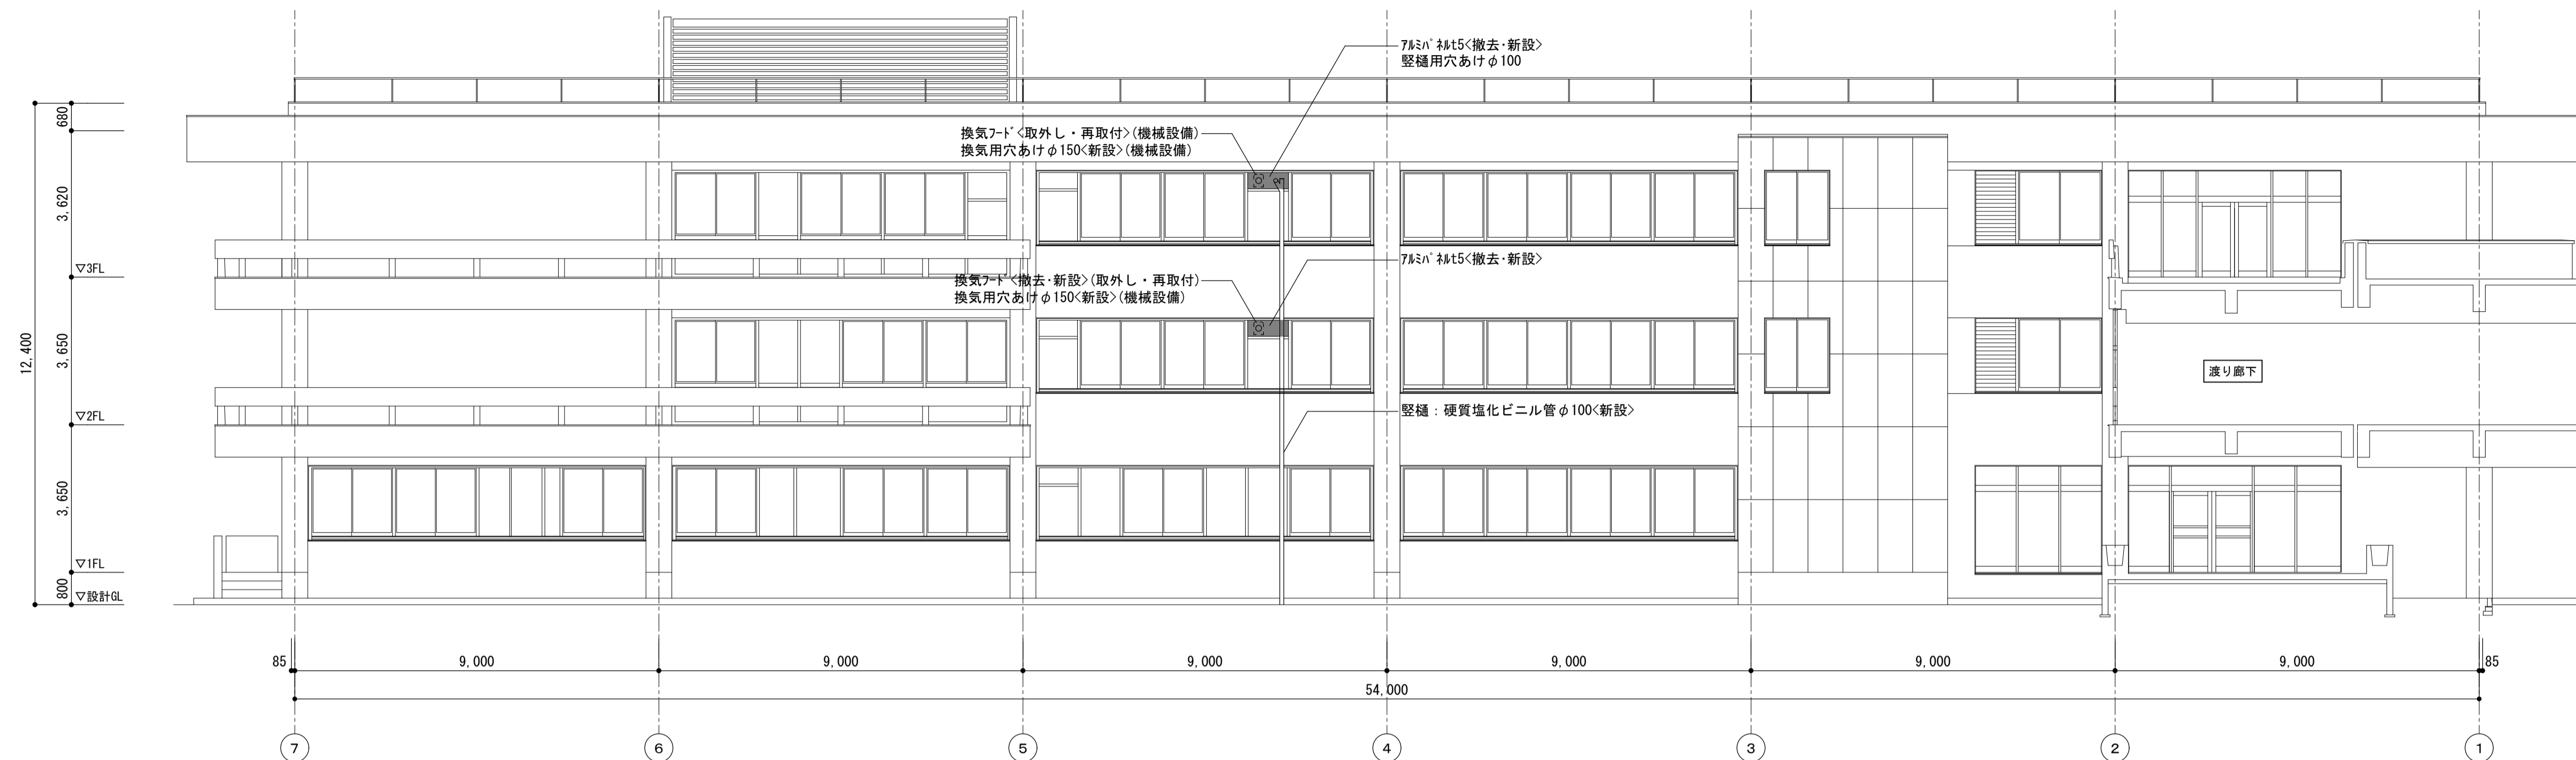 アルミパネルt5<撤去・新設>
竪樋用穴あけφ100
換気フード<取外し・再取付>(機械設備)
換気用穴あけφ150<新設>(機械設備)
アルミパネルt5<撤去・新設>
換気フード<撤去・新設>(取外し・再取付)
換気用穴あけφ150<新設>(機械設備)
竪樋：硬質塩化ビニル管φ100<新設>
渡り廊下
12,400
680
3,620
▽3FL
3,650
▽2FL
3,650
▽1FL
800
▽設計GL
85
9,000
9,000
9,000
9,000
9,000
9,000
85
54,000
7
6
5
4
3
2
1